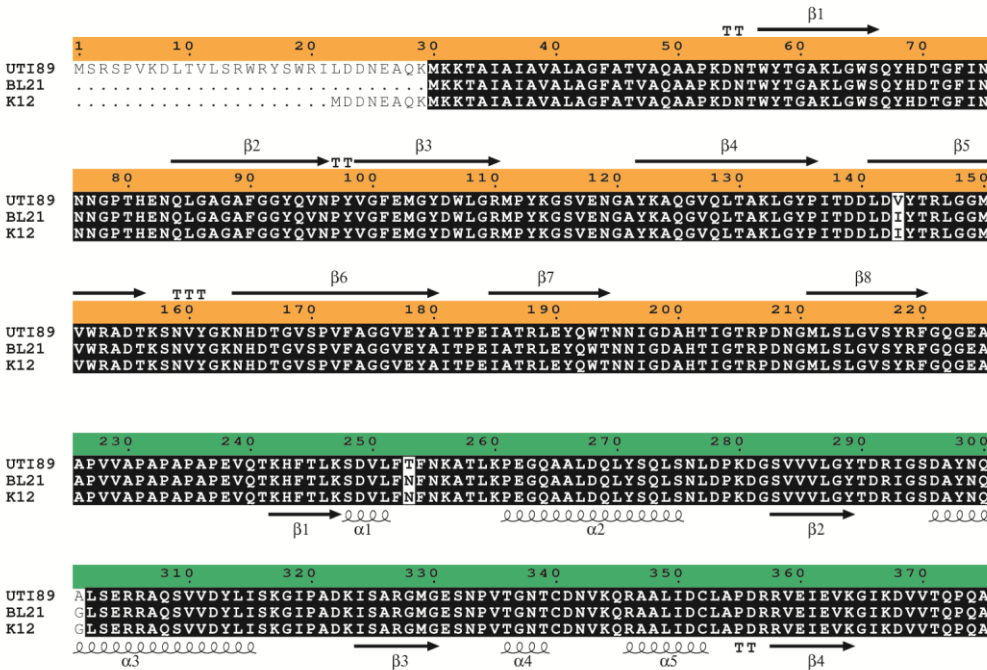 TT β1
1 10 20 30 40 50 60 70
UTI89 MSRSPVKDLTVLSRWRYSWRILDDNEAQKMKKTAIAIAVALAGFATVAQAAPKDNTWYTGAKLGWSQYHDTGFIN
BL21 .............................MKKTAIAIAVALAGFATVAQAAPKDNTWYTGAKLGWSQYHDTGFIN
K12 .....................MDDNEAQKMKKTAIAIAVALAGFATVAQAAPKDNTWYTGAKLGWSQYHDTGFIN
β2 TT β3 β4 β5
80 90 100 110 120 130 140 150
UTI89 NNGPTHENQLGAGAFGGYQVNPYVGFEMGYDWLGRMPYKGSVENGAYKAQGVQLTAKLGYPITDDLDVYTRLGGM
BL21 NNGPTHENQLGAGAFGGYQVNPYVGFEMGYDWLGRMPYKGSVENGAYKAQGVQLTAKLGYPITDDLDIYTRLGGM
K12 NNGPTHENQLGAGAFGGYQVNPYVGFEMGYDWLGRMPYKGSVENGAYKAQGVQLTAKLGYPITDDLDIYTRLGGM
TTT β6 β7 β8
160 170 180 190 200 210 220
UTI89 VWRADTKSNVYGKNHDTGVSPVFAGGVEYAITPEIATRLEYQWTNNIGDAHTIGTRPDNGMLSLGVSYRFGQGEA
BL21 VWRADTKSNVYGKNHDTGVSPVFAGGVEYAITPEIATRLEYQWTNNIGDAHTIGTRPDNGMLSLGVSYRFGQGEA
K12 VWRADTKSNVYGKNHDTGVSPVFAGGVEYAITPEIATRLEYQWTNNIGDAHTIGTRPDNGMLSLGVSYRFGQGEA
230 240 250 260 270 280 290 300
UTI89 APVVAPAPAPAPEVQTKHFTLKSDVLFTFNKATLKPEGQAALDQLYSQLSNLDPKDGSVVVLGYTDRIGSDAYNQ
BL21 APVVAPAPAPAPEVQTKHFTLKSDVLFNFNKATLKPEGQAALDQLYSQLSNLDPKDGSVVVLGYTDRIGSDAYNQ
K12 APVVAPAPAPAPEVQTKHFTLKSDVLFNFNKATLKPEGQAALDQLYSQLSNLDPKDGSVVVLGYTDRIGSDAYNQ
β1 α1 α2 β2
310 320 330 340 350 360 370
UTI89 ALSERRAQSVVDYLISKGIPADKISARGMGESNPVTGNTCDNVKQRAALIDCLAPDRRVEIEVKGIKDVVTQPQA
BL21 GLSERRAQSVVDYLISKGIPADKISARGMGESNPVTGNTCDNVKQRAALIDCLAPDRRVEIEVKGIKDVVTQPQA
K12 GLSERRAQSVVDYLISKGIPADKISARGMGESNPVTGNTCDNVKQRAALIDCLAPDRRVEIEVKGIKDVVTQPQA
α3 β3 α4 α5 TT β4